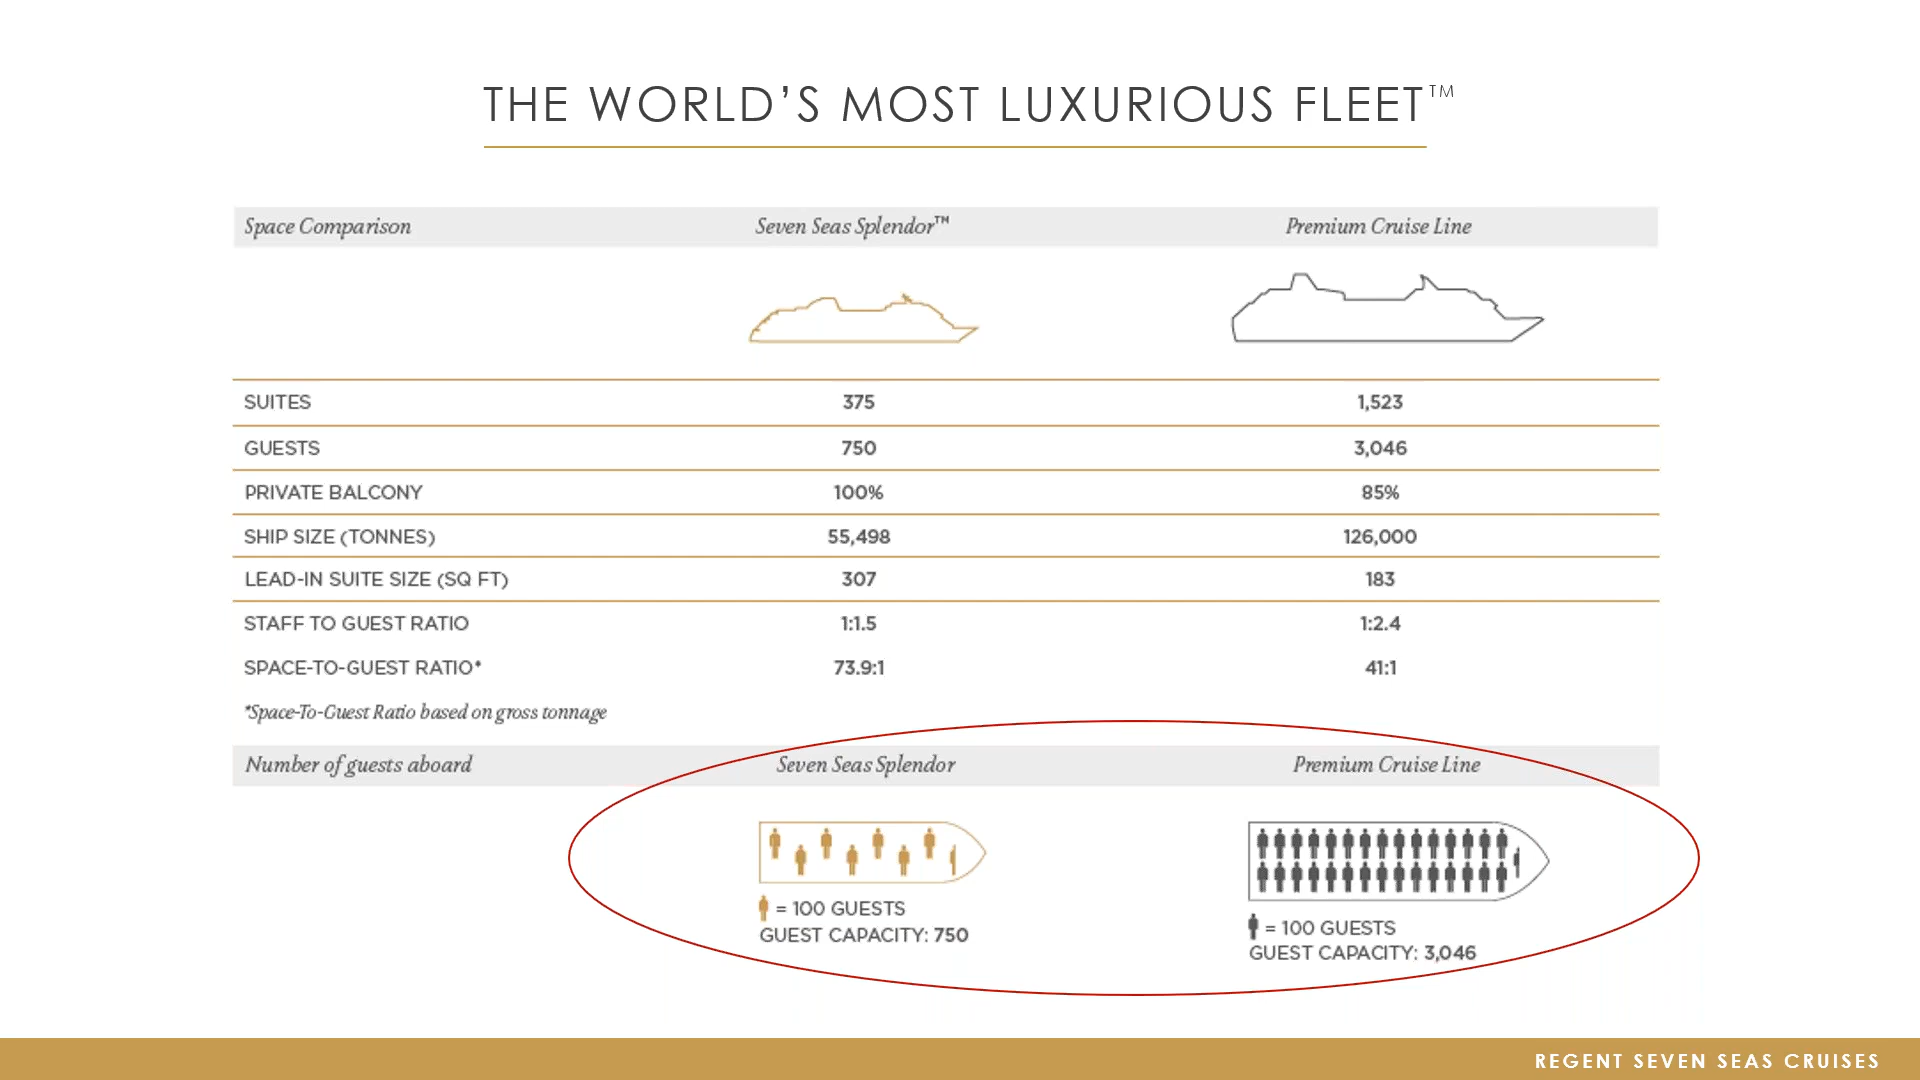 THE WORLD’S MOST LUXURIOUS FLEET™
Space Comparison Seven Seas Splendor™ Premium Cruise Line
SUITES 375 1,523
GUESTS 750 3,046
PRIVATE BALCONY 100% 85%
SHIP SIZE (TONNES) 55,498 126,000
LEAD-IN SUITE SIZE (SQ FT) 307 183
STAFF TO GUEST RATIO 1:1.5 1:2.4
SPACE-TO-GUEST RATIO* 73.9:1 41:1
*Space-To-Guest Ratio based on gross tonnage
Number of guests aboard Seven Seas Splendor Premium Cruise Line
= 100 GUESTS
GUEST CAPACITY: 750
= 100 GUESTS
GUEST CAPACITY: 3,046
REGENT SEVEN SEAS CRUISES